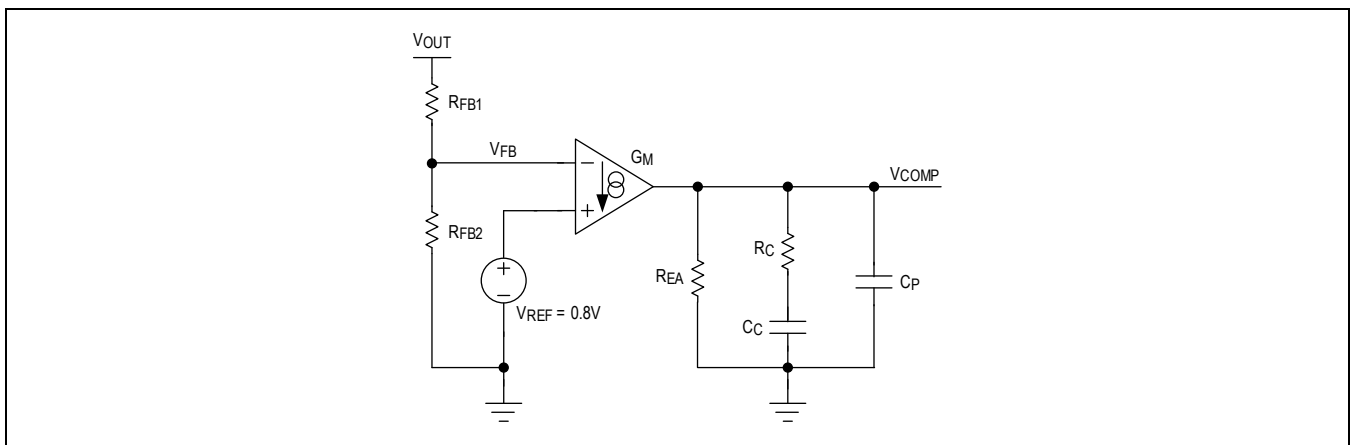 VOUT
RFB1
VFB
GM
VCOMP
−
+
RFB2
RC
REA
CP
+
−
VREF = 0.8V
CC